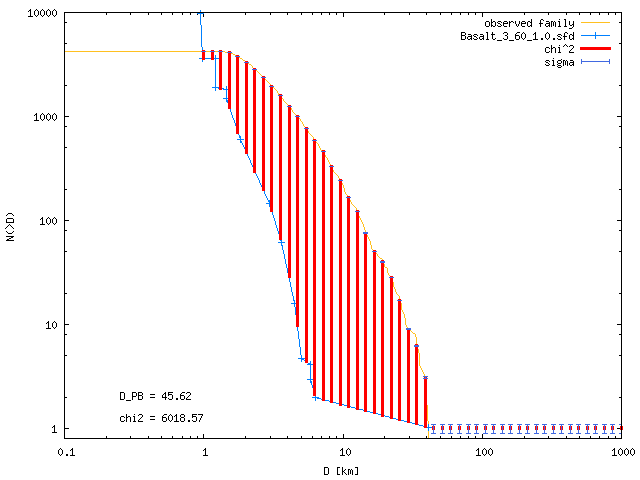 10000
1000
100
10
1
N(>D)
observed family
Basalt_3_60_1.0.sfd
chi^2
sigma
D_PB = 45.62
chi2 = 6018.57
0.1 1 10 100 1000
D [km]